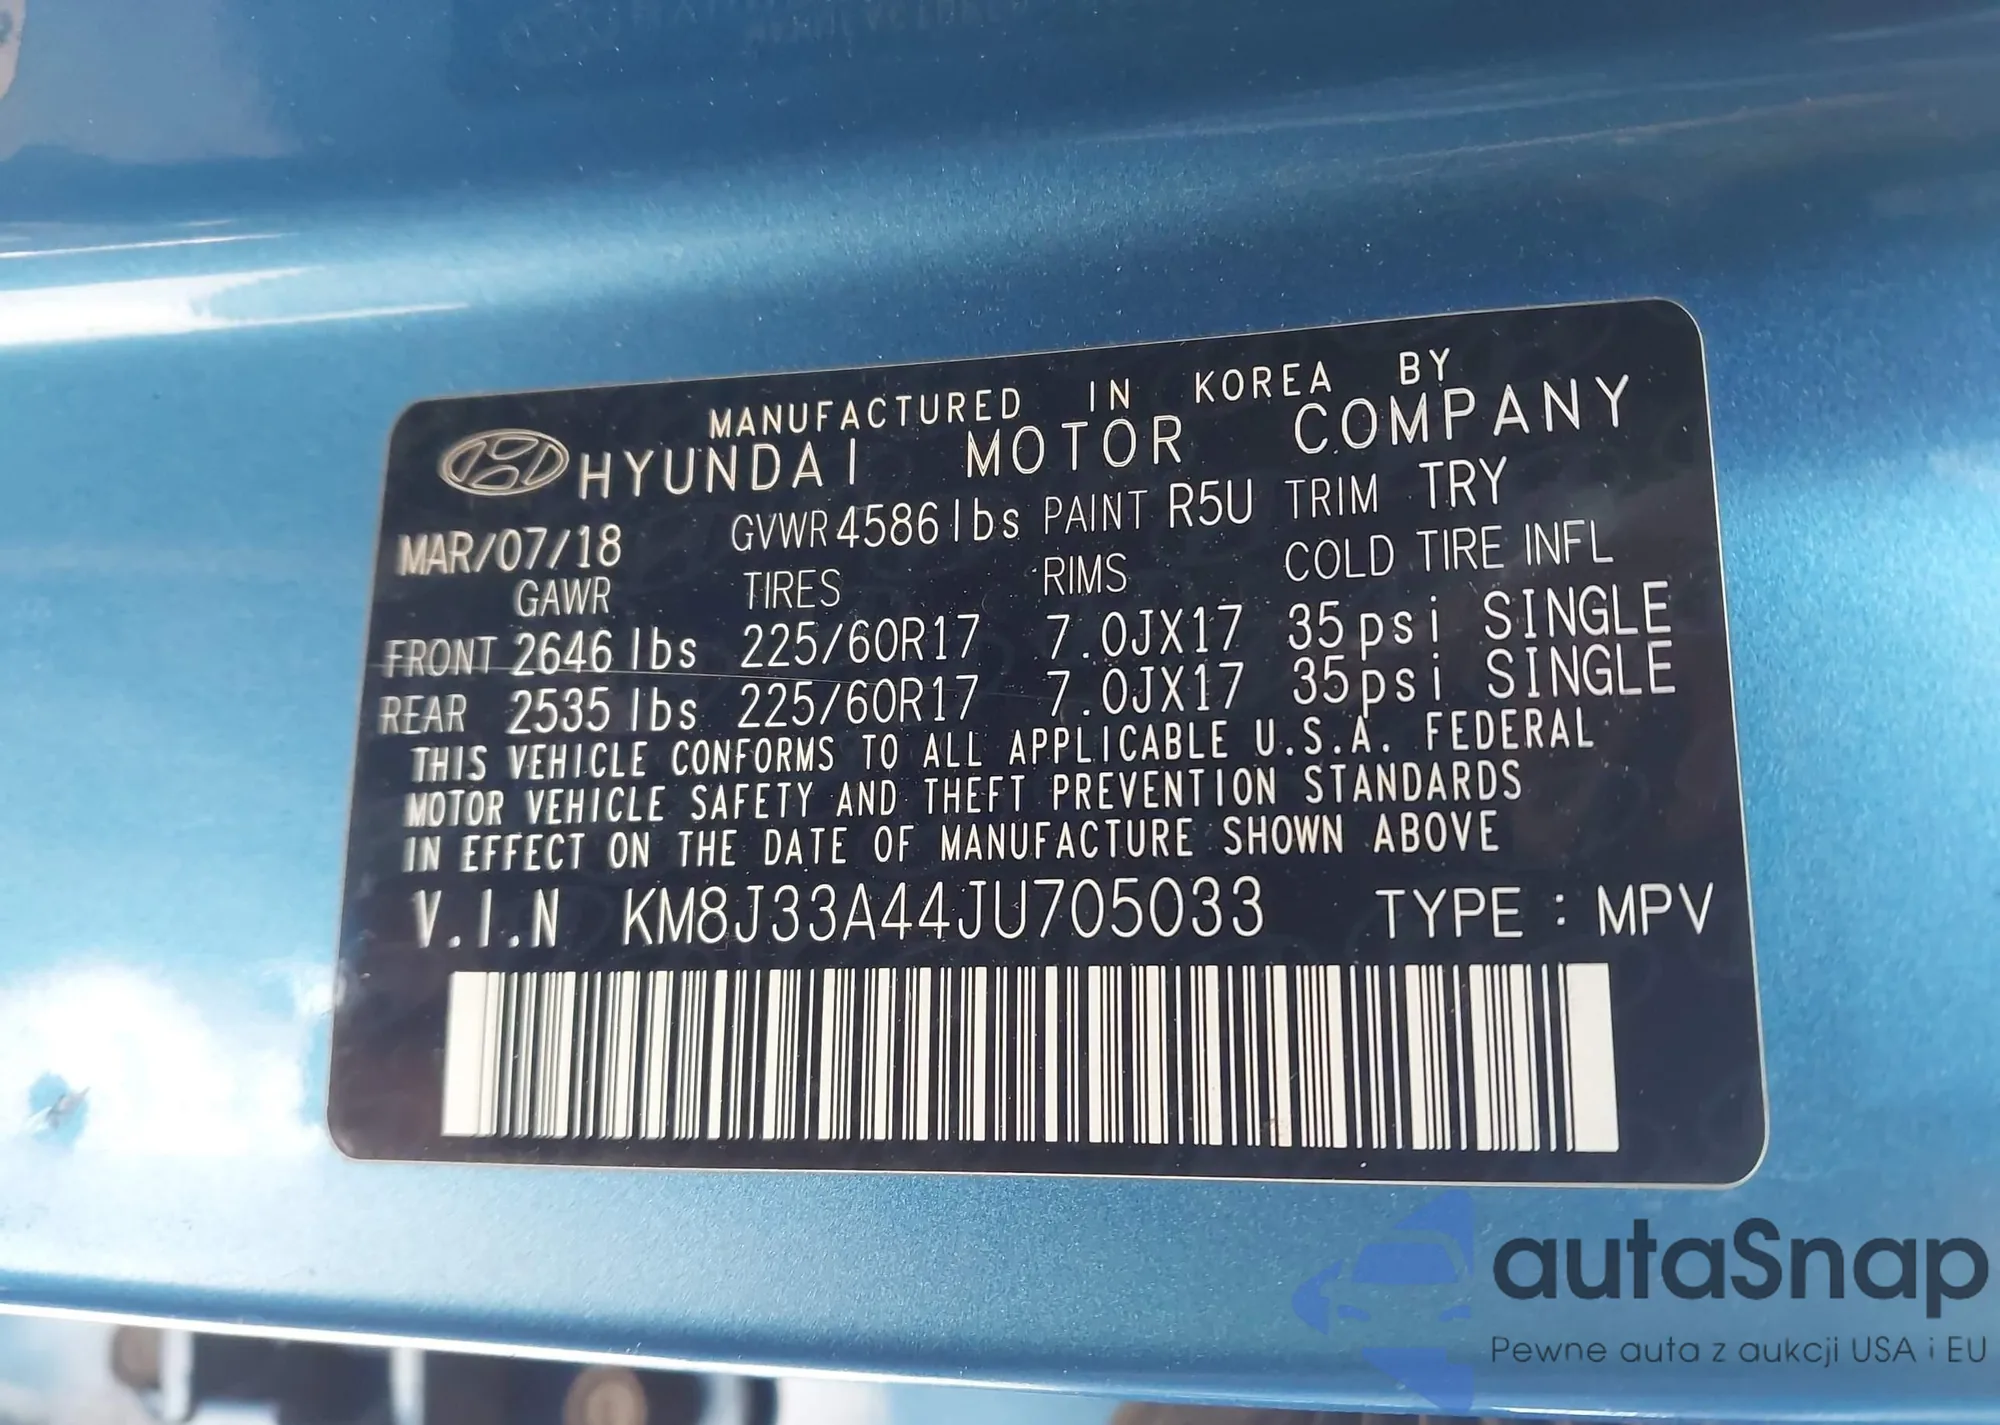 MANUFACTURED IN KOREA BY
HYUNDAI MOTOR COMPANY
MAR/07/18 GVWR 4586 lbs PAINT R5U TRIM TRY
GAWR TIRES RIMS COLD TIRE INFL
FRONT 2646 lbs 225/60R17 7.0JX17 35psi SINGLE
REAR 2535 lbs 225/60R17 7.0JX17 35psi SINGLE
THIS VEHICLE CONFORMS TO ALL APPLICABLE U.S.A. FEDERAL
MOTOR VEHICLE SAFETY AND THEFT PREVENTION STANDARDS
IN EFFECT ON THE DATE OF MANUFACTURE SHOWN ABOVE
V.I.N KM8J33A44JU705033 TYPE : MPV
autaSnap
Pewne auta z aukcji USA i EU